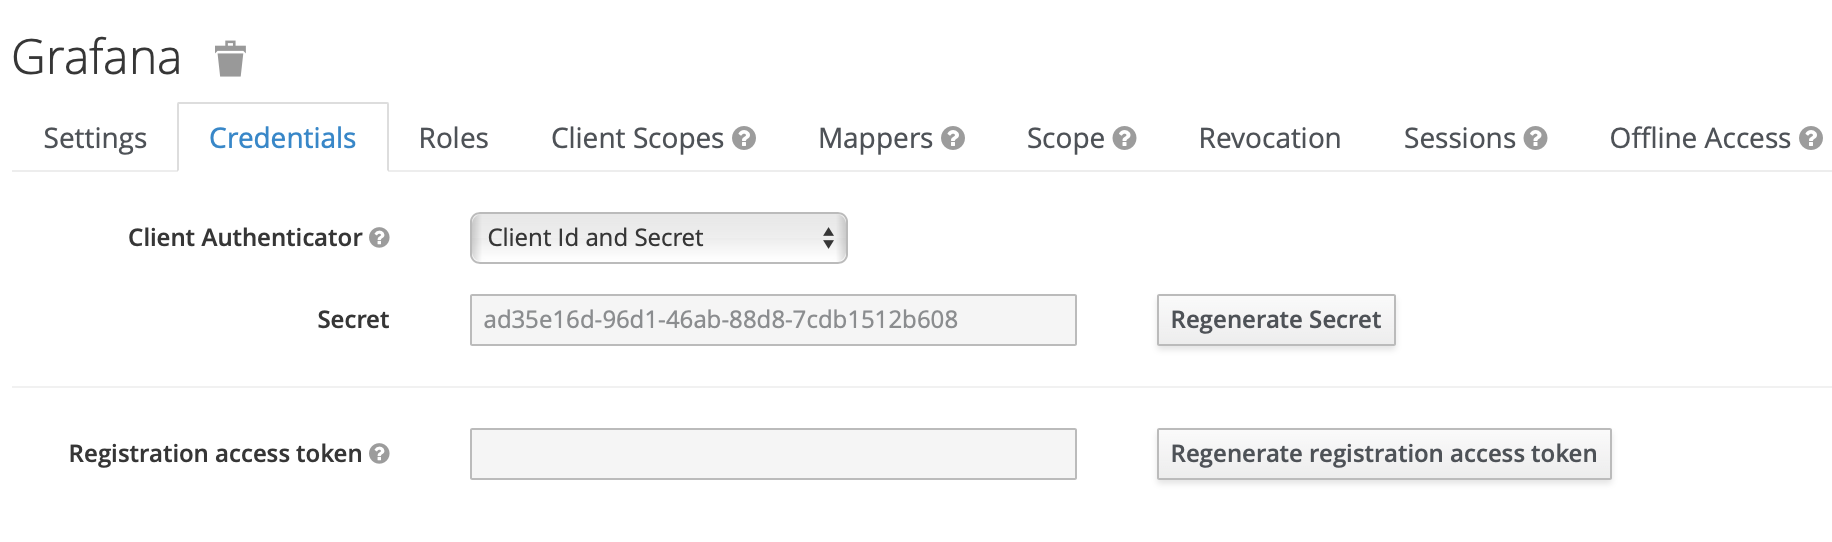 Grafana
Settings Credentials Roles Client Scopes Mappers Scope Revocation Sessions Offline Access
Client Authenticator Client Id and Secret
Secret ad35e16d-96d1-46ab-88d8-7cdb1512b608 Regenerate Secret
Registration access token Regenerate registration access token